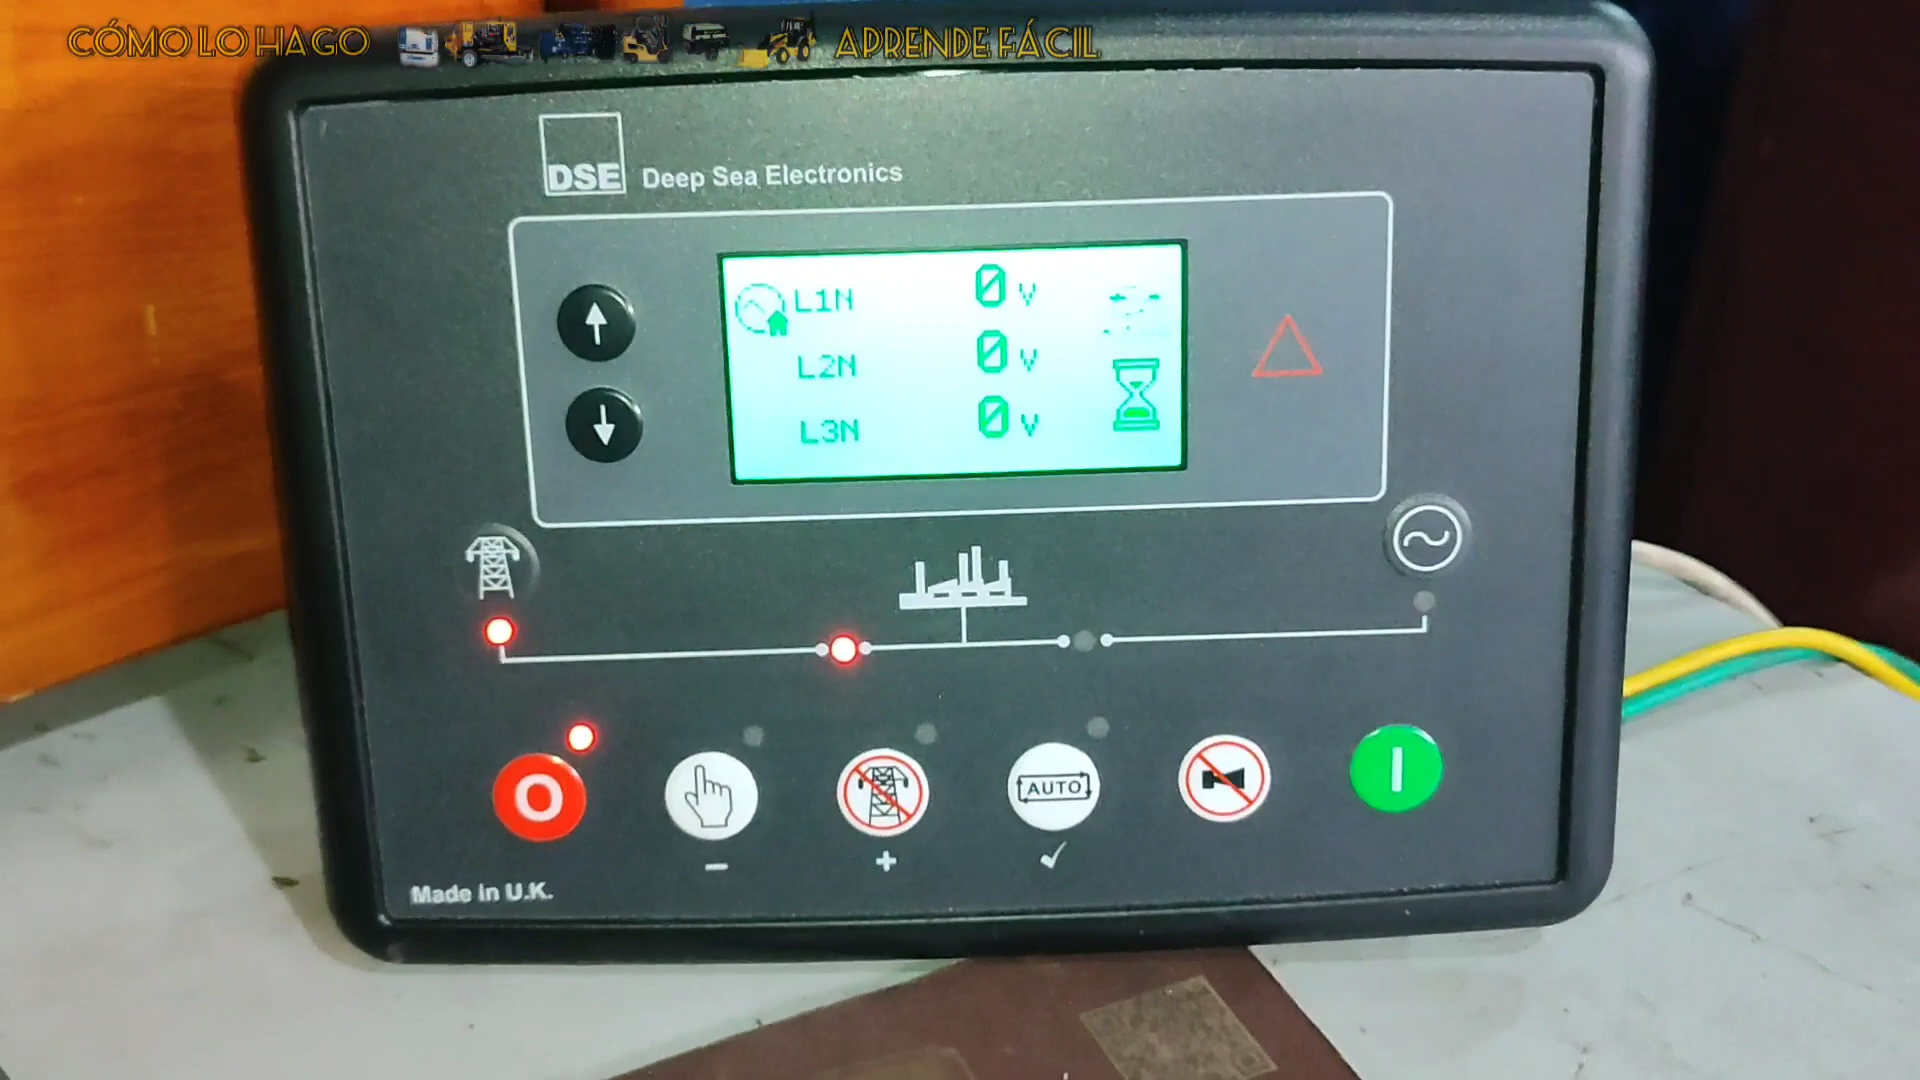 CÓMO LO HAGO APRENDE FÁCIL
DSE Deep Sea Electronics
L1N 0 V
L2N 0 V
L3N 0 V
O AUTO I
- + ✓
Made in U.K.